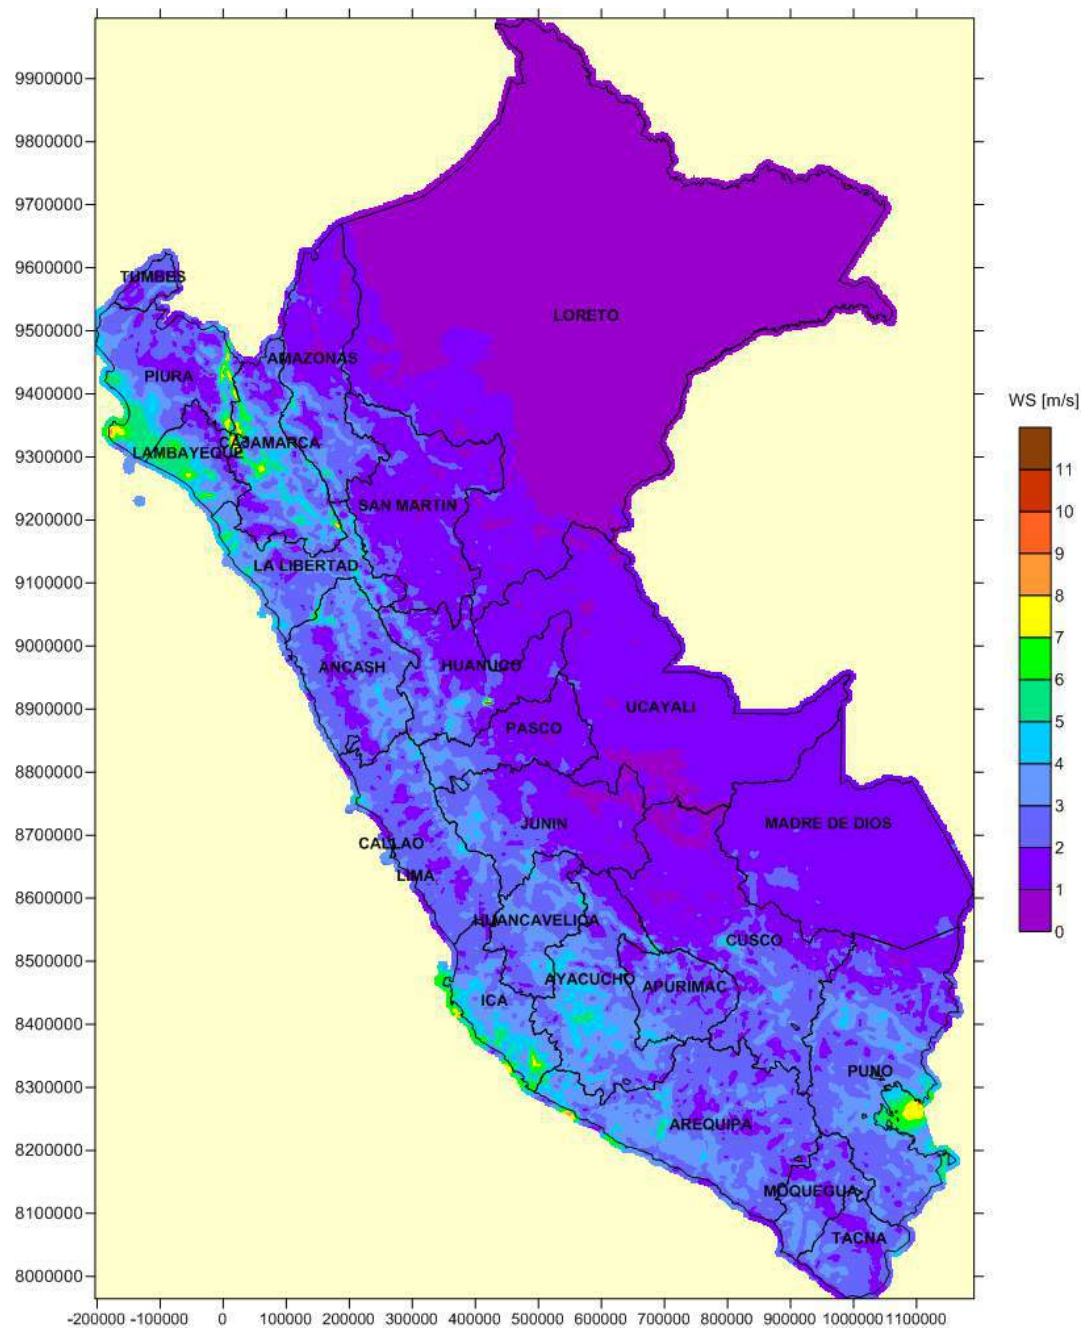 9900000
9800000
9700000
9600000
9500000
9400000
9300000
9200000
9100000
9000000
8900000
8800000
8700000
8600000
8500000
8400000
8300000
8200000
8100000
8000000
TUMBES
LORETO
AMAZONAS
PIURA
CAJAMARCA
LAMBAYEQUE
SAN MARTIN
LA LIBERTAD
ANCASH
HUANUCO
UCAYALI
PASCO
JUNIN
MADRE DE DIOS
CALLAO
LIMA
HUANCAVELICA
CUSCO
AYACUCHO
APURIMAC
ICA
PUNO
AREQUIPA
MOQUEGUA
TACNA
-200000 -100000 0 100000 200000 300000 400000 500000 600000 700000 800000 900000 1000000 1100000
WS [m/s]
11
10
9
8
7
6
5
4
3
2
1
0